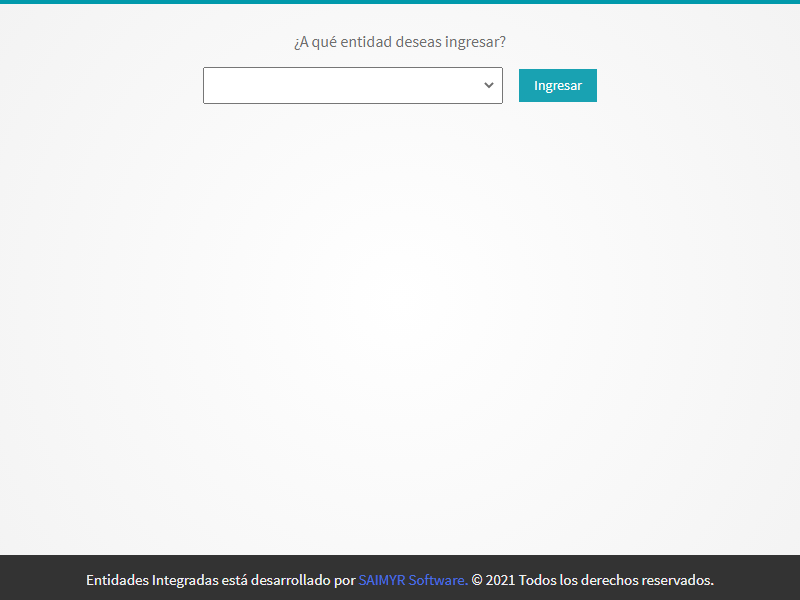 ¿A qué entidad deseas ingresar?
Ingresar
Entidades Integradas está desarrollado por SAIMYR Software. © 2021 Todos los derechos reservados.